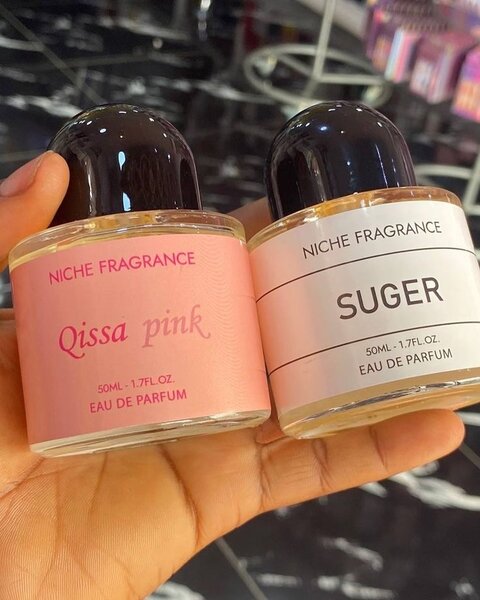 NICHE FRAGRANCE
Qissa pink
50ML - 1.7FL.OZ.
EAU DE PARFUM
NICHE FRAGRANCE
SUGER
50ML - 1.7FL.OZ.
EAU DE PARFUM